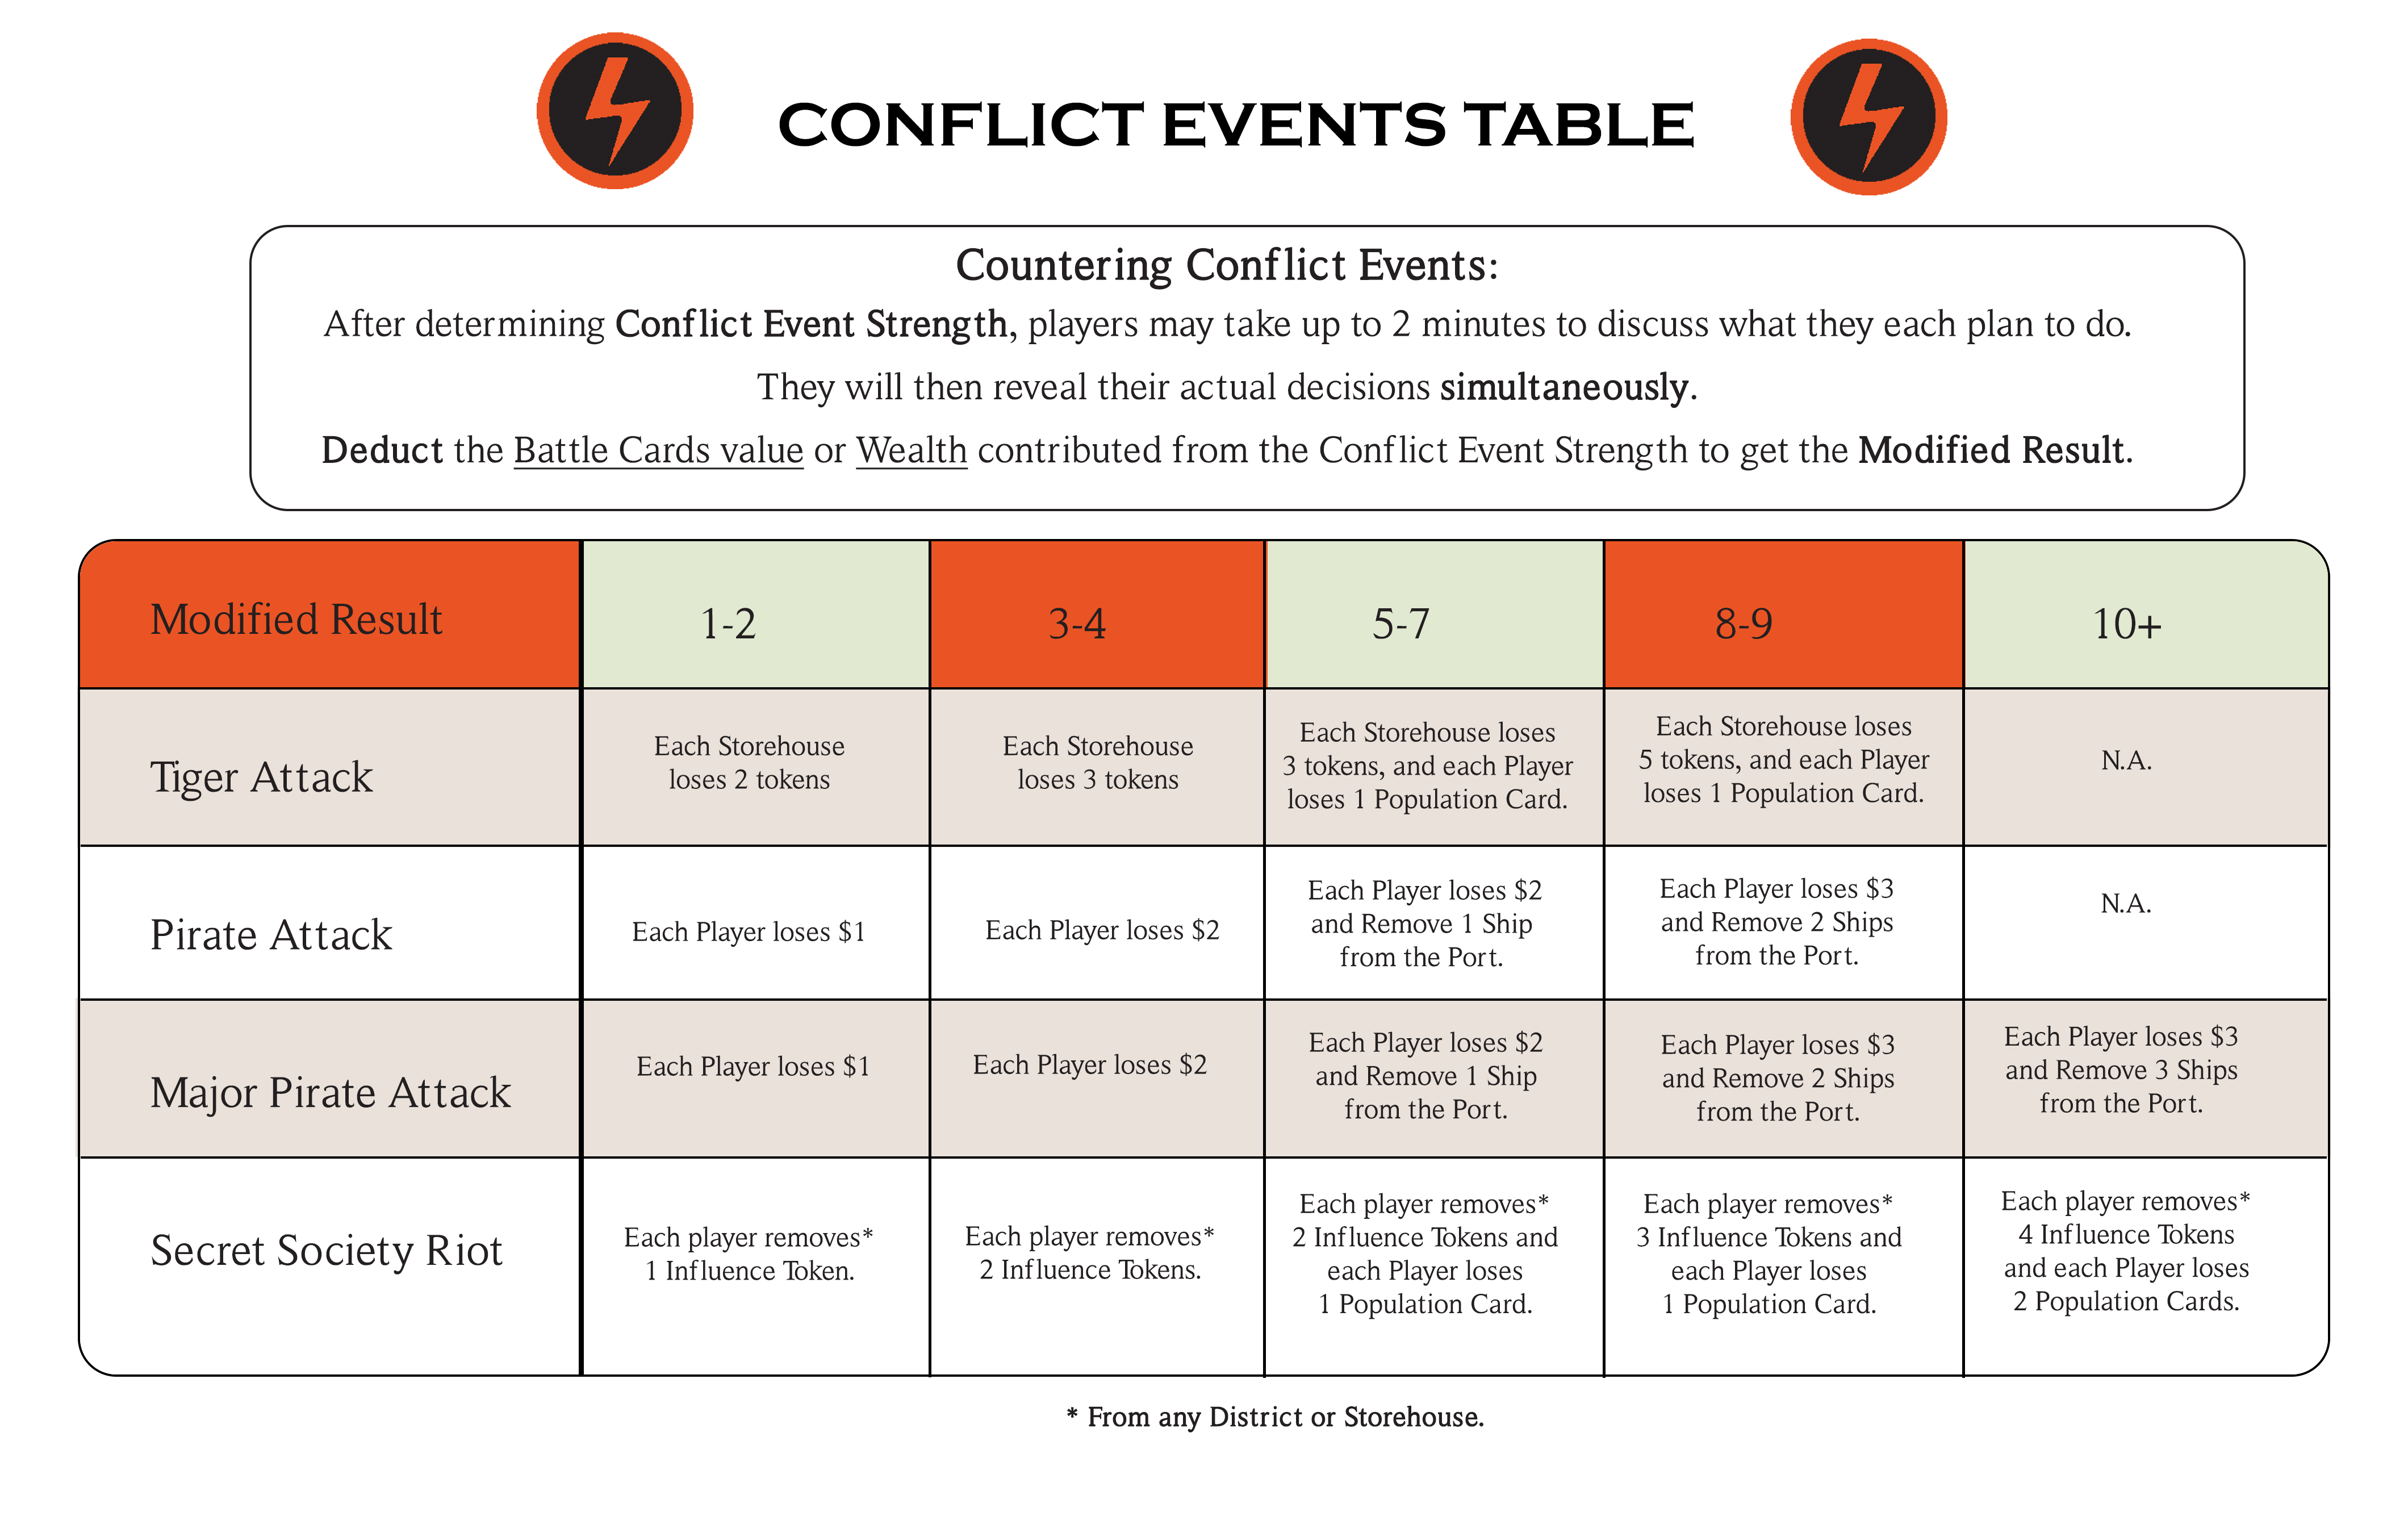 CONFLICT EVENTS TABLE
Countering Conflict Events:
After determining Conflict Event Strength, players may take up to 2 minutes to discuss what they each plan to do.
They will then reveal their actual decisions simultaneously.
Deduct the Battle Cards value or Wealth contributed from the Conflict Event Strength to get the Modified Result.
Modified Result
1-2
3-4
5-7
8-9
10+
Tiger Attack
Each Storehouse
loses 2 tokens
Each Storehouse
loses 3 tokens
Each Storehouse loses
3 tokens, and each Player
loses 1 Population Card.
Each Storehouse loses
5 tokens, and each Player
loses 1 Population Card.
N.A.
Pirate Attack
Each Player loses $1
Each Player loses $2
Each Player loses $2
and Remove 1 Ship
from the Port.
Each Player loses $3
and Remove 2 Ships
from the Port.
N.A.
Major Pirate Attack
Each Player loses $1
Each Player loses $2
Each Player loses $2
and Remove 1 Ship
from the Port.
Each Player loses $3
and Remove 2 Ships
from the Port.
Each Player loses $3
and Remove 3 Ships
from the Port.
Secret Society Riot
Each player removes*
1 Influence Token.
Each player removes*
2 Influence Tokens.
Each player removes*
2 Influence Tokens and
each Player loses
1 Population Card.
Each player removes*
3 Influence Tokens and
each Player loses
1 Population Card.
Each player removes*
4 Influence Tokens
and each Player loses
2 Population Cards.
* From any District or Storehouse.